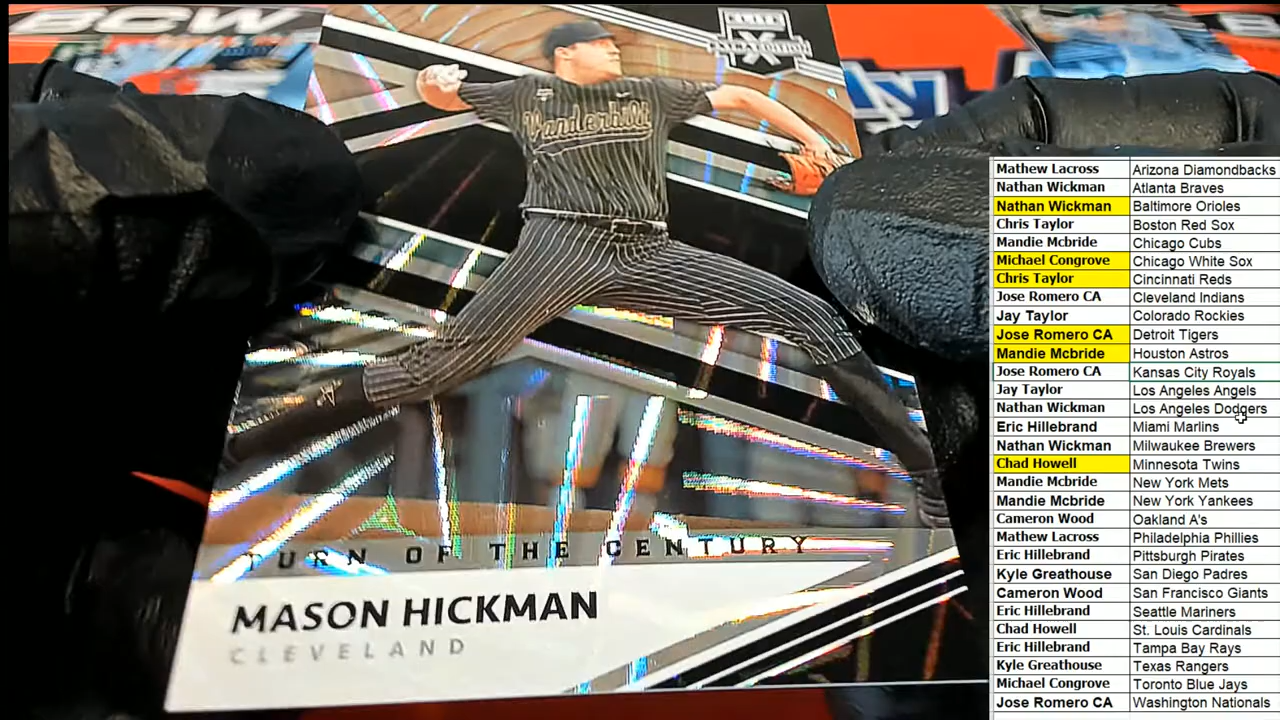 BCW
B
ELITE
X
EXTRA EDITION
Vanderbilt
TURN OF THE CENTURY
MASON HICKMAN
CLEVELAND
Mathew Lacross Arizona Diamondbacks
Nathan Wickman Atlanta Braves
Nathan Wickman Baltimore Orioles
Chris Taylor Boston Red Sox
Mandie Mcbride Chicago Cubs
Michael Congrove Chicago White Sox
Chris Taylor Cincinnati Reds
Jose Romero CA Cleveland Indians
Jay Taylor Colorado Rockies
Jose Romero CA Detroit Tigers
Mandie Mcbride Houston Astros
Jose Romero CA Kansas City Royals
Jay Taylor Los Angeles Angels
Nathan Wickman Los Angeles Dodgers
Eric Hillebrand Miami Marlins
Nathan Wickman Milwaukee Brewers
Chad Howell Minnesota Twins
Mandie Mcbride New York Mets
Mandie Mcbride New York Yankees
Cameron Wood Oakland A's
Mathew Lacross Philadelphia Phillies
Eric Hillebrand Pittsburgh Pirates
Kyle Greathouse San Diego Padres
Cameron Wood San Francisco Giants
Eric Hillebrand Seattle Mariners
Chad Howell St. Louis Cardinals
Eric Hillebrand Tampa Bay Rays
Kyle Greathouse Texas Rangers
Michael Congrove Toronto Blue Jays
Jose Romero CA Washington Nationals